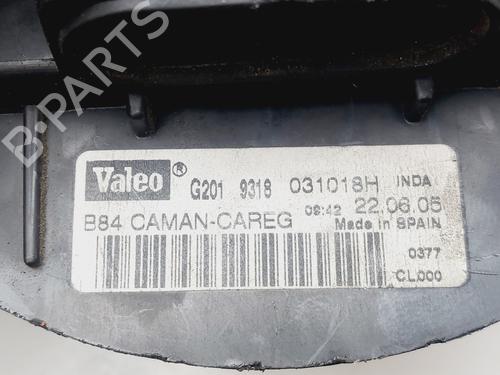 B-PARTS
Valeo® G201 9318 031018H INDA
B84 CAMAN-CAREG 09:42 22.06.05
Made in SPAIN
0377
CL000